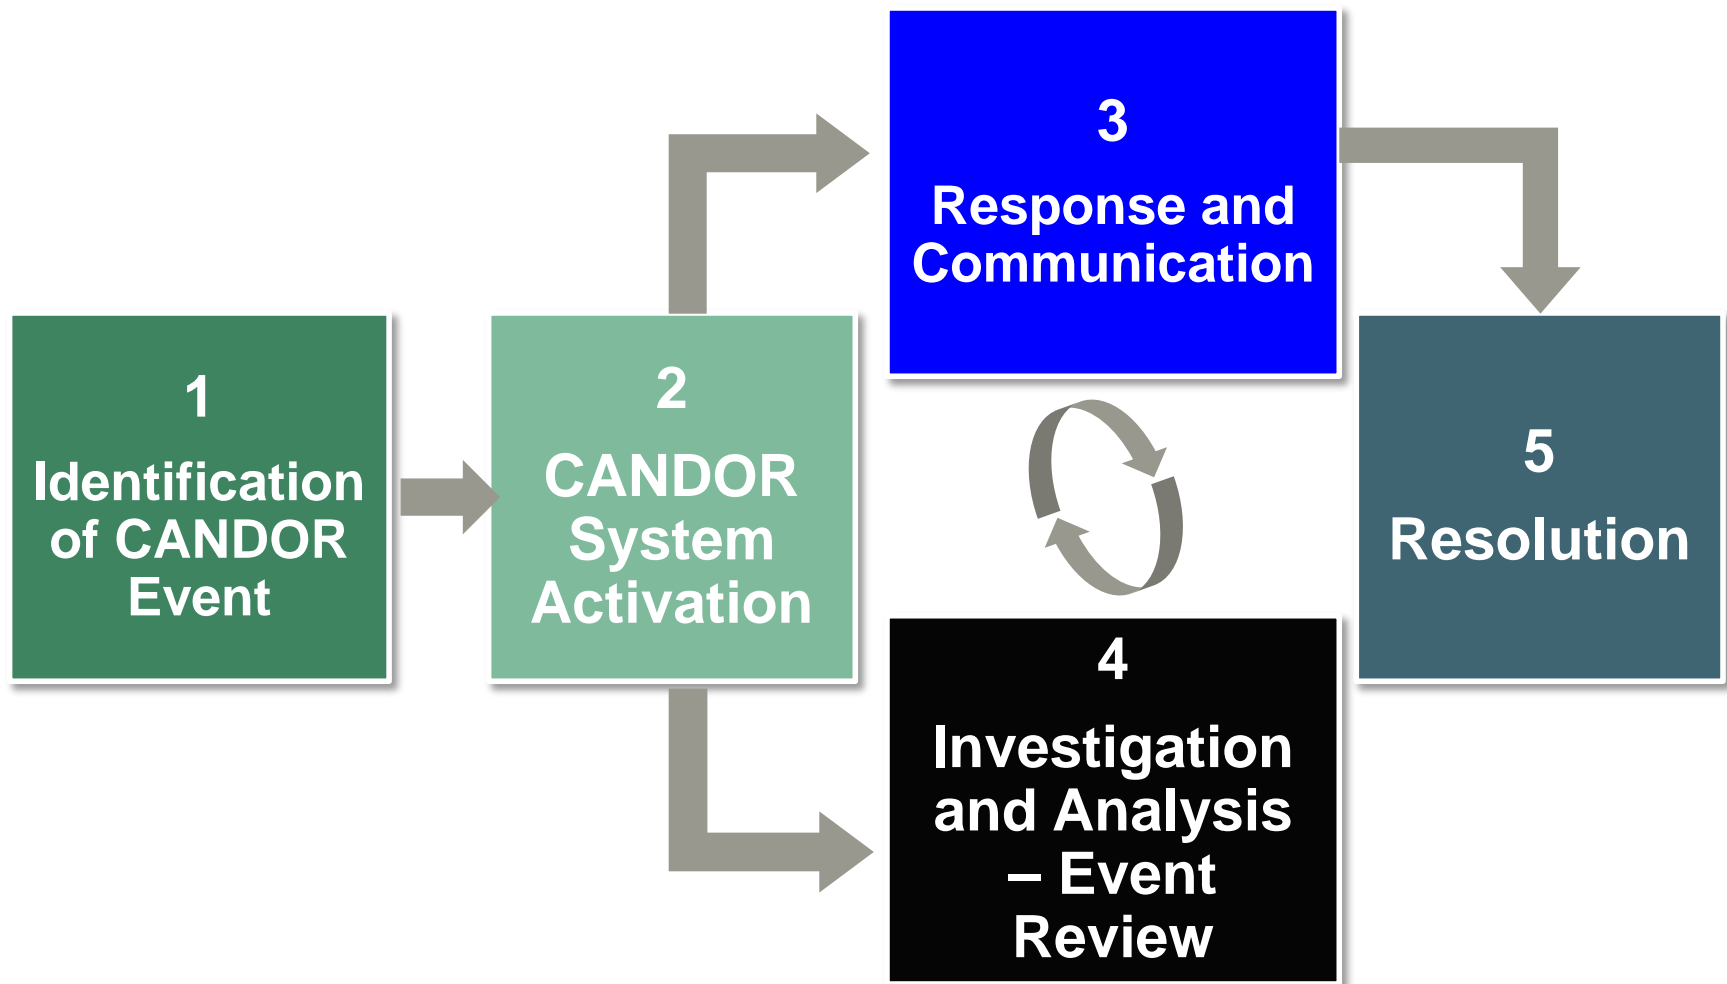 1
Identification
of CANDOR
Event
2
CANDOR
System
Activation
3
Response and
Communication
4
Investigation
and Analysis
– Event
Review
5
Resolution